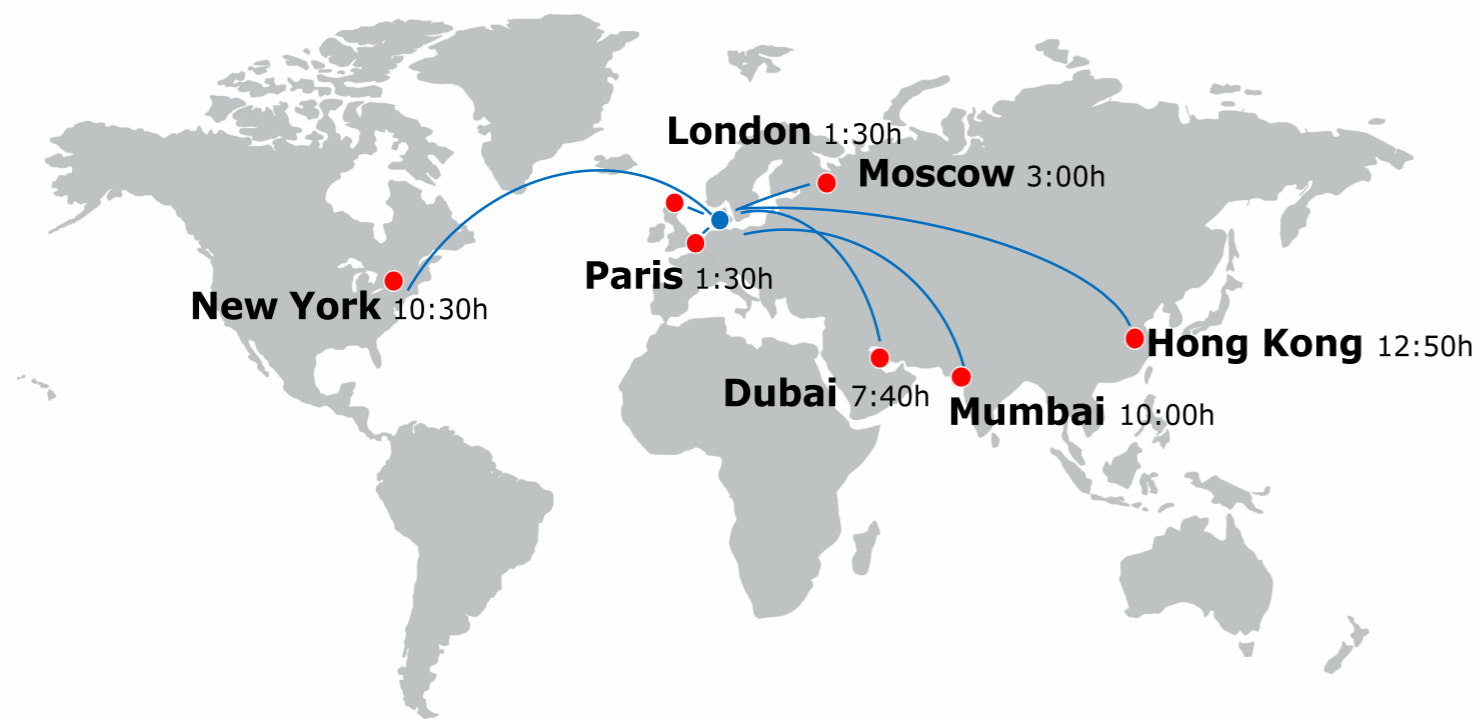 London 1:30h
Moscow 3:00h
Paris 1:30h
New York 10:30h
Hong Kong 12:50h
Dubai 7:40h
Mumbai 10:00h